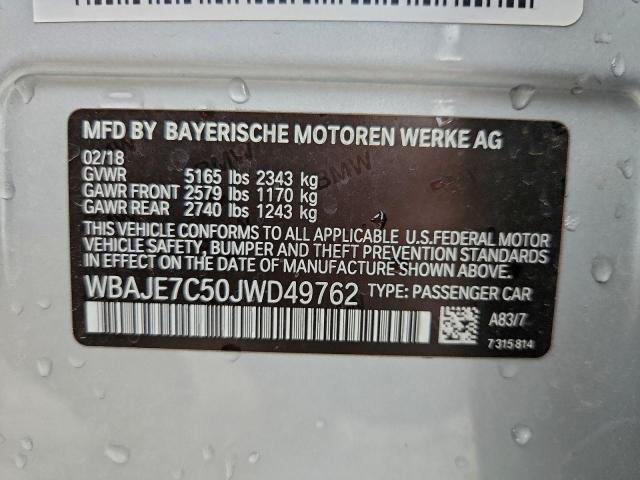 MFD BY BAYERISCHE MOTOREN WERKE AG
02/18
GVWR 5165 lbs 2343 kg
GAWR FRONT 2579 lbs 1170 kg
GAWR REAR 2740 lbs 1243 kg
THIS VEHICLE CONFORMS TO ALL APPLICABLE U.S.FEDERAL MOTOR
VEHICLE SAFETY, BUMPER AND THEFT PREVENTION STANDARDS
IN EFFECT ON THE DATE OF MANUFACTURE SHOWN ABOVE.
WBAJE7C50JWD49762 TYPE: PASSENGER CAR
A83/7
7315814